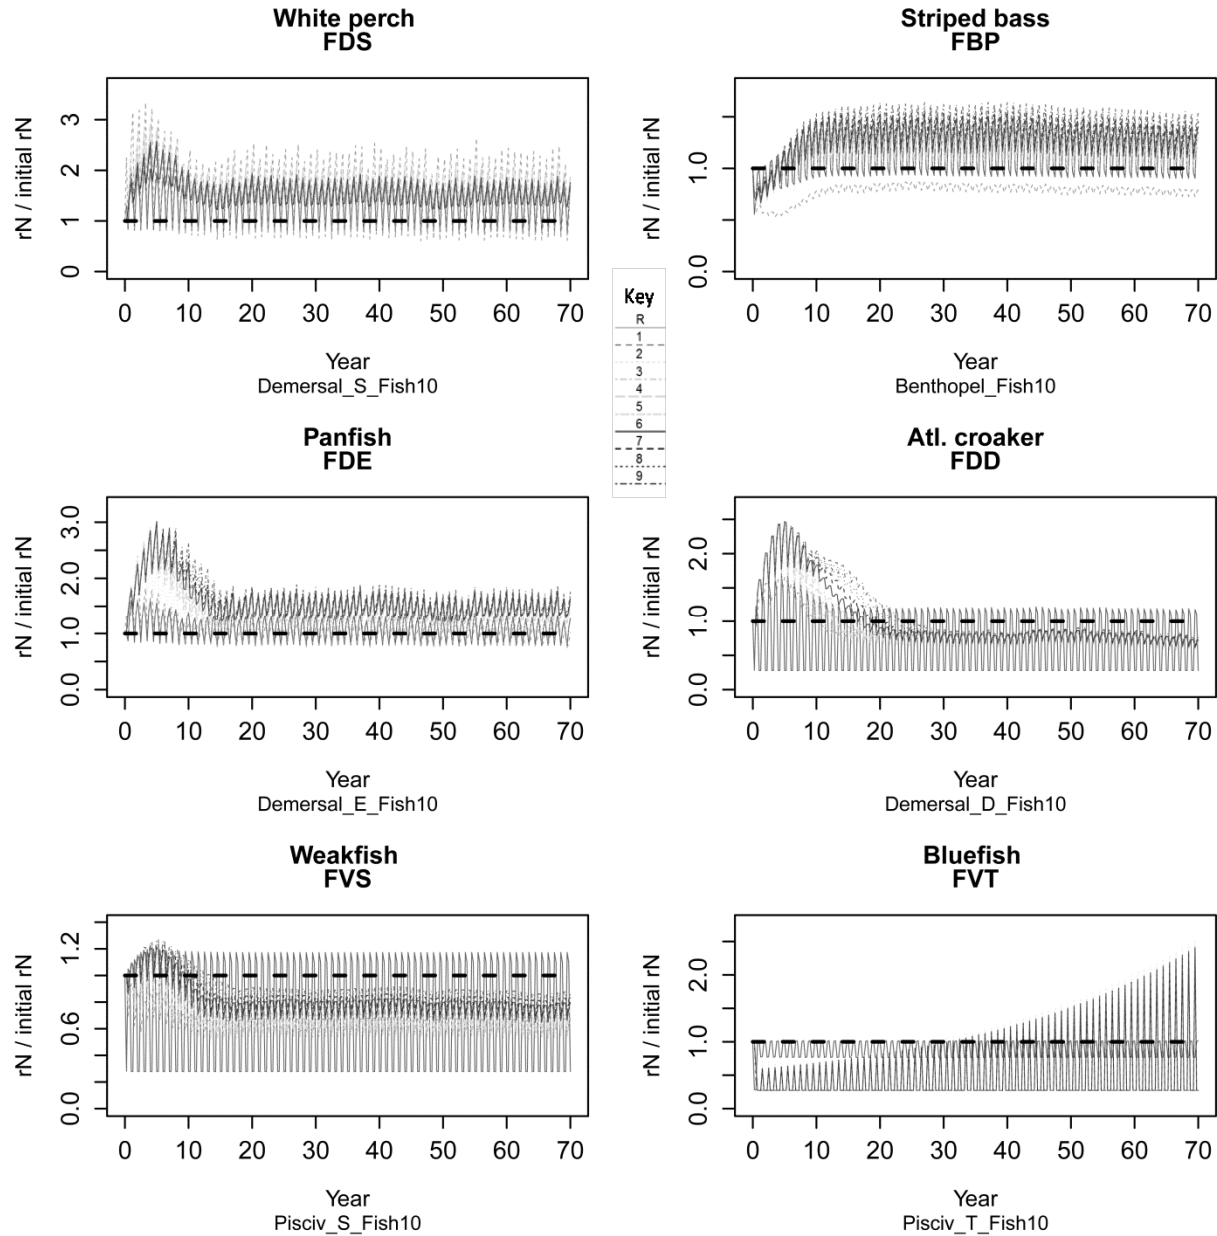 White perch
FDS
rN / initial rN
3
2
1
0
0 10 20 30 40 50 60 70
Year
Demersal_S_Fish10
Striped bass
FBP
rN / initial rN
1.0
0.0
0 10 20 30 40 50 60 70
Year
Benthopel_Fish10
Key
R
1
2
3
4
5
6
7
8
9
Panfish
FDE
rN / initial rN
3.0
2.0
1.0
0.0
0 10 20 30 40 50 60 70
Year
Demersal_E_Fish10
Atl. croaker
FDD
rN / initial rN
2.0
1.0
0.0
0 10 20 30 40 50 60 70
Year
Demersal_D_Fish10
Weakfish
FVS
rN / initial rN
1.2
0.6
0.0
0 10 20 30 40 50 60 70
Year
Pisciv_S_Fish10
Bluefish
FVT
rN / initial rN
2.0
1.0
0.0
0 10 20 30 40 50 60 70
Year
Pisciv_T_Fish10